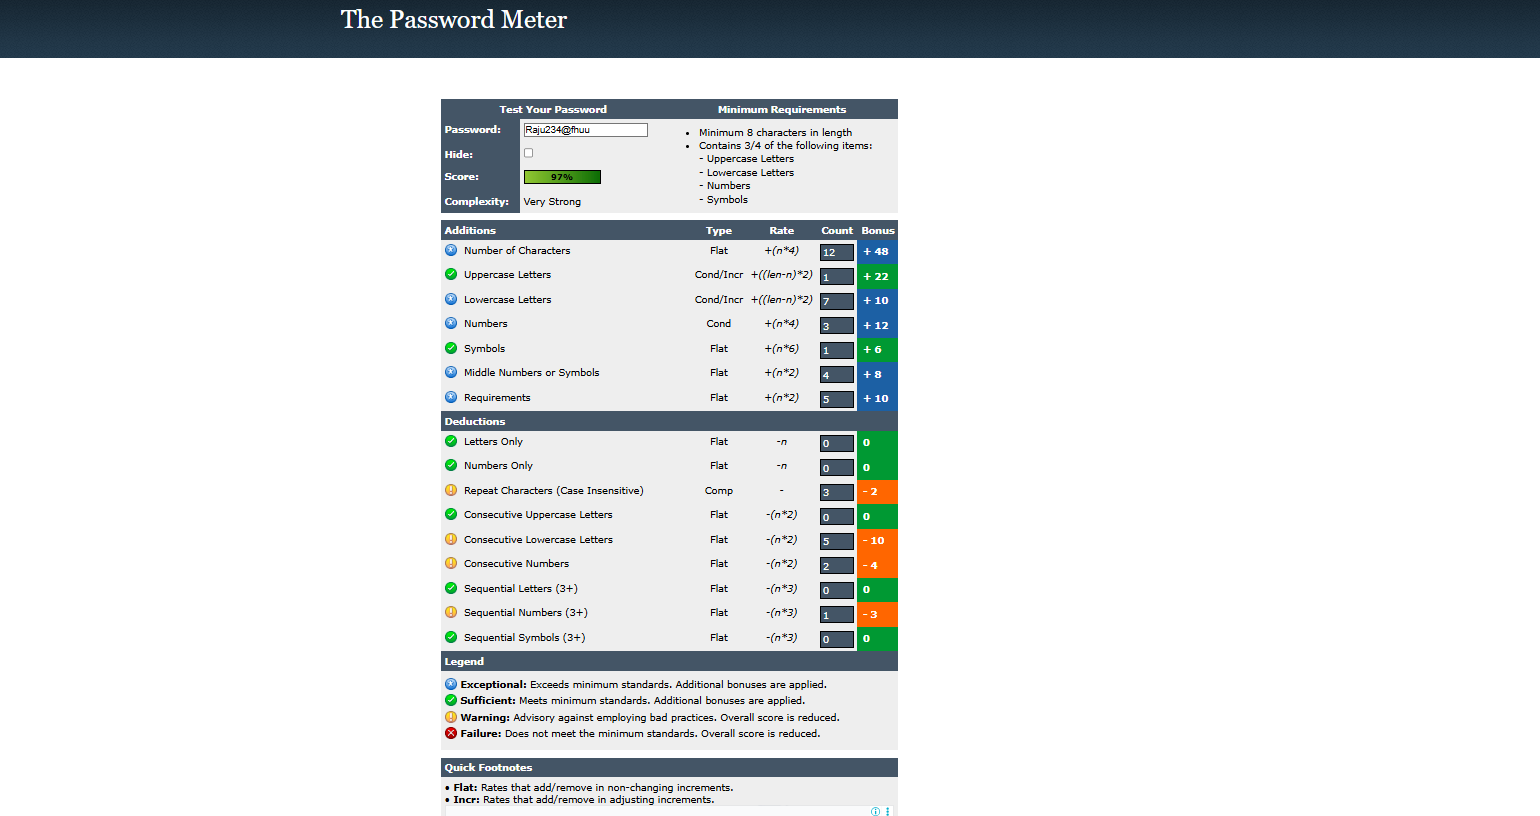 The Password Meter
Test Your Password Minimum Requirements
Password: Raju234@fhuu
Hide:
Score: 97%
Complexity: Very Strong
• Minimum 8 characters in length
• Contains 3/4 of the following items:
- Uppercase Letters
- Lowercase Letters
- Numbers
- Symbols
Additions Type Rate Count Bonus
Number of Characters Flat +(n*4) 12 + 48
Uppercase Letters Cond/Incr +((len-n)*2) 1 + 22
Lowercase Letters Cond/Incr +((len-n)*2) 7 + 10
Numbers Cond +(n*4) 3 + 12
Symbols Flat +(n*6) 1 + 6
Middle Numbers or Symbols Flat +(n*2) 4 + 8
Requirements Flat +(n*2) 5 + 10
Deductions
Letters Only Flat -n 0 0
Numbers Only Flat -n 0 0
Repeat Characters (Case Insensitive) Comp - 3 - 2
Consecutive Uppercase Letters Flat -(n*2) 0 0
Consecutive Lowercase Letters Flat -(n*2) 5 - 10
Consecutive Numbers Flat -(n*2) 2 - 4
Sequential Letters (3+) Flat -(n*3) 0 0
Sequential Numbers (3+) Flat -(n*3) 1 - 3
Sequential Symbols (3+) Flat -(n*3) 0 0
Legend
Exceptional: Exceeds minimum standards. Additional bonuses are applied.
Sufficient: Meets minimum standards. Additional bonuses are applied.
Warning: Advisory against employing bad practices. Overall score is reduced.
Failure: Does not meet the minimum standards. Overall score is reduced.
Quick Footnotes
• Flat: Rates that add/remove in non-changing increments.
• Incr: Rates that add/remove in adjusting increments.